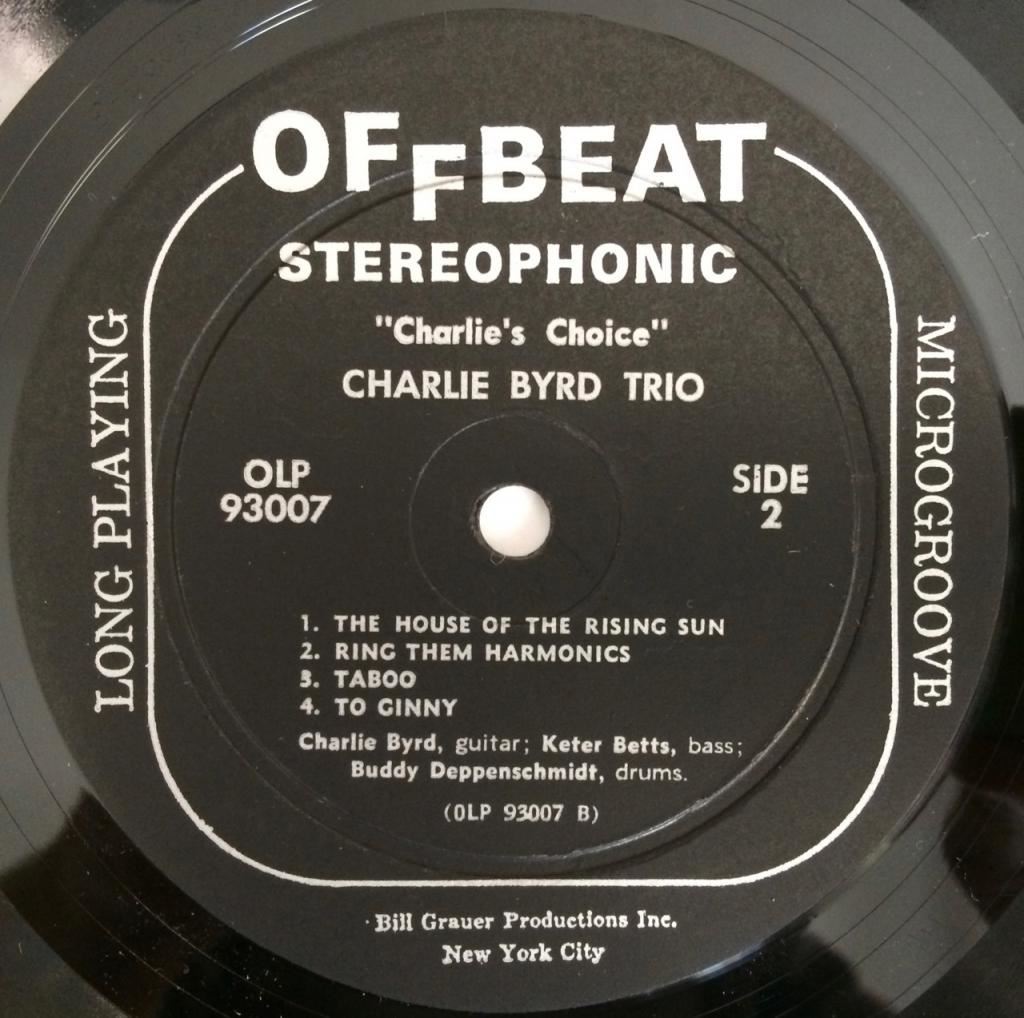 OFFBEAT
STEREOPHONIC
"Charlie's Choice"
CHARLIE BYRD TRIO
OLP
93007
SIDE
2
LONG PLAYING
MICROGROOVE
1. THE HOUSE OF THE RISING SUN
2. RING THEM HARMONICS
3. TABOO
4. TO GINNY
Charlie Byrd, guitar; Keter Betts, bass;
Buddy Deppenschmidt, drums.
(OLP 93007 B)
Bill Grauer Productions Inc.
New York City